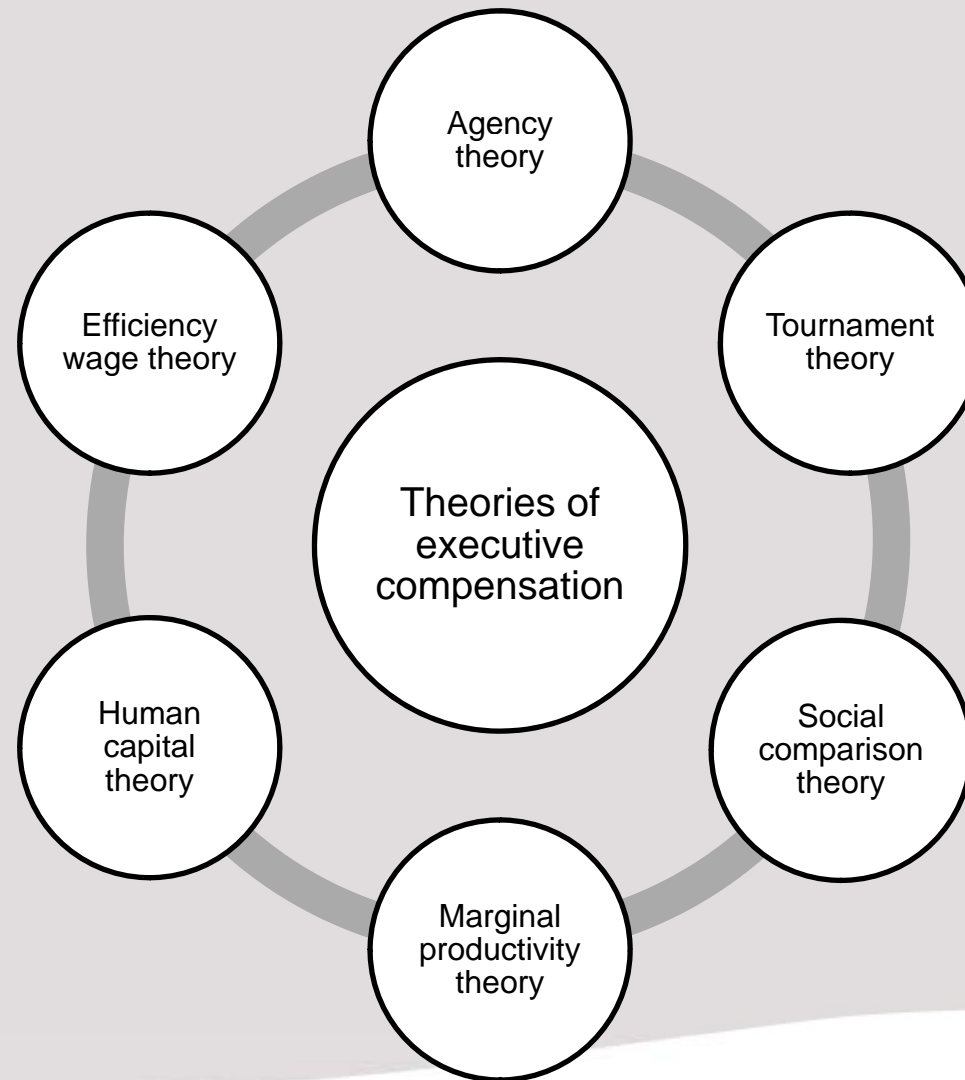 Agency
theory
Tournament
theory
Social
comparison
theory
Marginal
productivity
theory
Human
capital
theory
Efficiency
wage theory
Theories of
executive
compensation